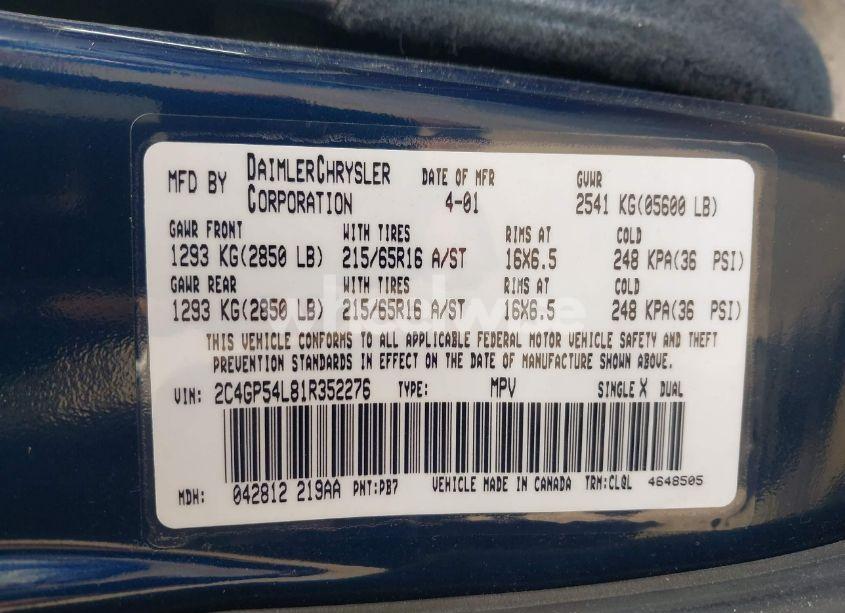 MFD BY DAIMLERCHRYSLER CORPORATION DATE OF MFR 4-01 GVWR 2541 KG(05600 LB)
GAWR FRONT WITH TIRES RIMS AT COLD
1293 KG(2850 LB) 215/65R16 A/ST 16X6.5 248 KPA(36 PSI)
GAWR REAR WITH TIRES RIMS AT COLD
1293 KG(2850 LB) 215/65R16 A/ST 16X6.5 248 KPA(36 PSI)
THIS VEHICLE CONFORMS TO ALL APPLICABLE FEDERAL MOTOR VEHICLE SAFETY AND THEFT
PREVENTION STANDARDS IN EFFECT ON THE DATE OF MANUFACTURE SHOWN ABOVE.
VIN: 2C4GP54L81R352276 TYPE: MPV SINGLE X DUAL
MDH: 042812 219AA PNT:PB7 VEHICLE MADE IN CANADA TRM:CLQL 4648505